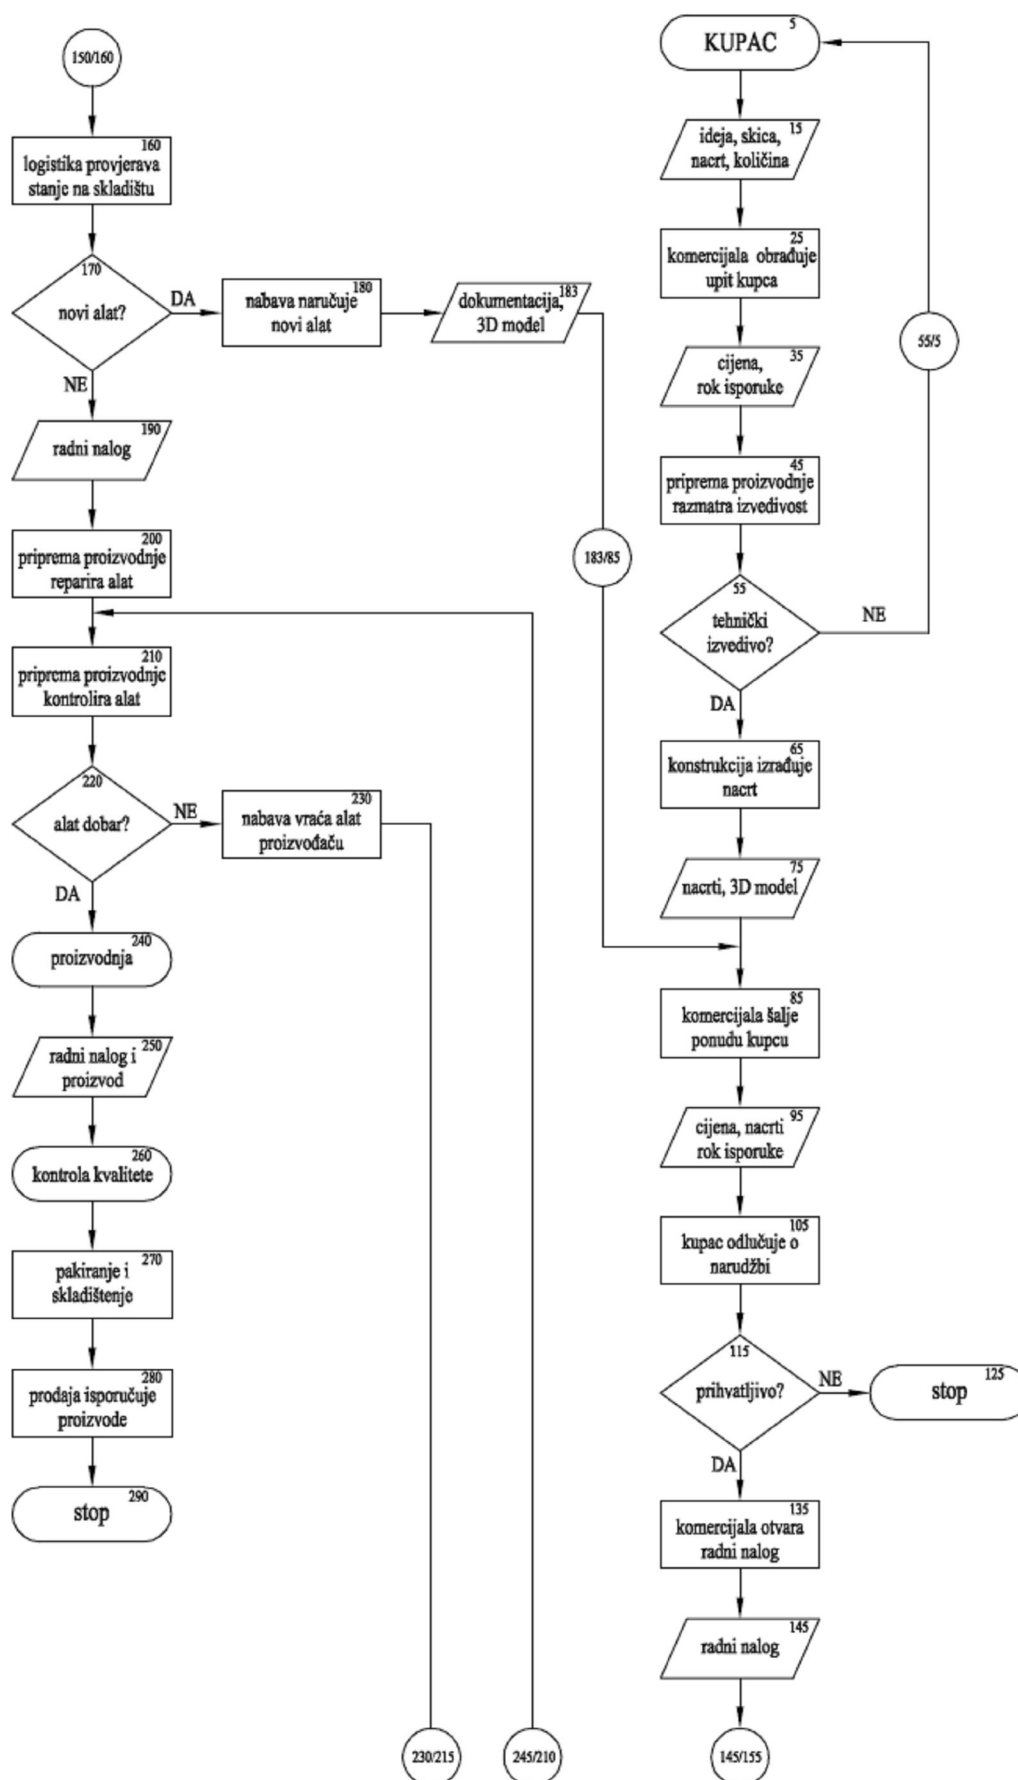 150/160
160
logistika provjerava
stanje na skladištu
170
novi alat?
DA
NE
180
nabava naručuje
novi alat
183
dokumentacija,
3D model
183/85
190
radni nalog
200
priprema proizvodnje
reparira alat
210
priprema proizvodnje
kontrolira alat
220
alat dobar?
NE
DA
230
nabava vraća alat
proizvođaču
240
proizvodnja
250
radni nalog i
proizvod
260
kontrola kvalitete
270
pakiranje i
skladištenje
280
prodaja isporučuje
proizvode
290
stop
230/215
245/210
5
KUPAC
15
ideja, skica,
nacrt, količina
25
komercijala obrađuje
upit kupca
35
cijena,
rok isporuke
45
priprema proizvodnje
razmatra izvedivost
55
tehnički
izvedivo?
NE
55/5
DA
65
konstrukcija izrađuje
nacrt
75
nacrti, 3D model
85
komercijala šalje
ponudu kupcu
95
cijena, nacrti
rok isporuke
105
kupac odlučuje o
narudžbi
115
prihvatljivo?
NE
125
stop
DA
135
komercijala otvara
radni nalog
145
radni nalog
145/155